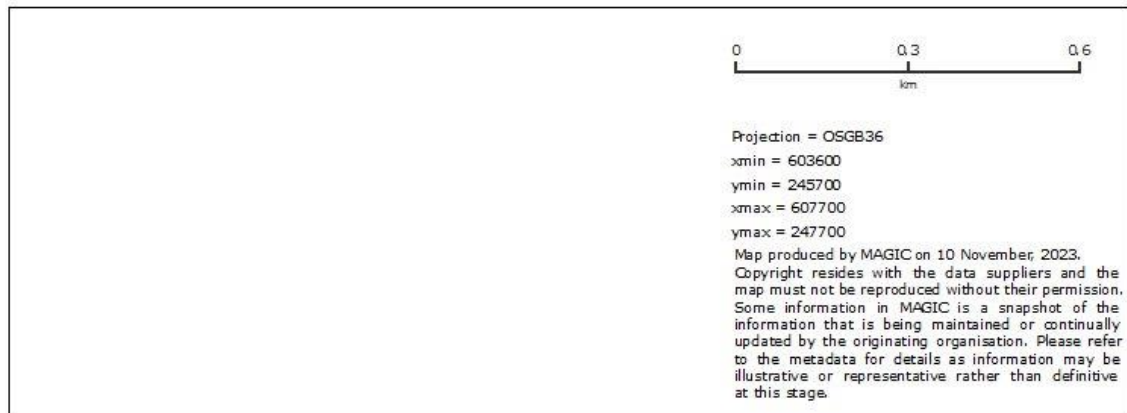 0 0.3 0.6
km
Projection = OSGB36
xmin = 603600
ymin = 245700
xmax = 607700
ymax = 247700
Map produced by MAGIC on 10 November, 2023.
Copyright resides with the data suppliers and the
map must not be reproduced without their permission.
Some information in MAGIC is a snapshot of the
information that is being maintained or continually
updated by the originating organisation. Please refer
to the metadata for details as information may be
illustrative or representative rather than definitive
at this stage.